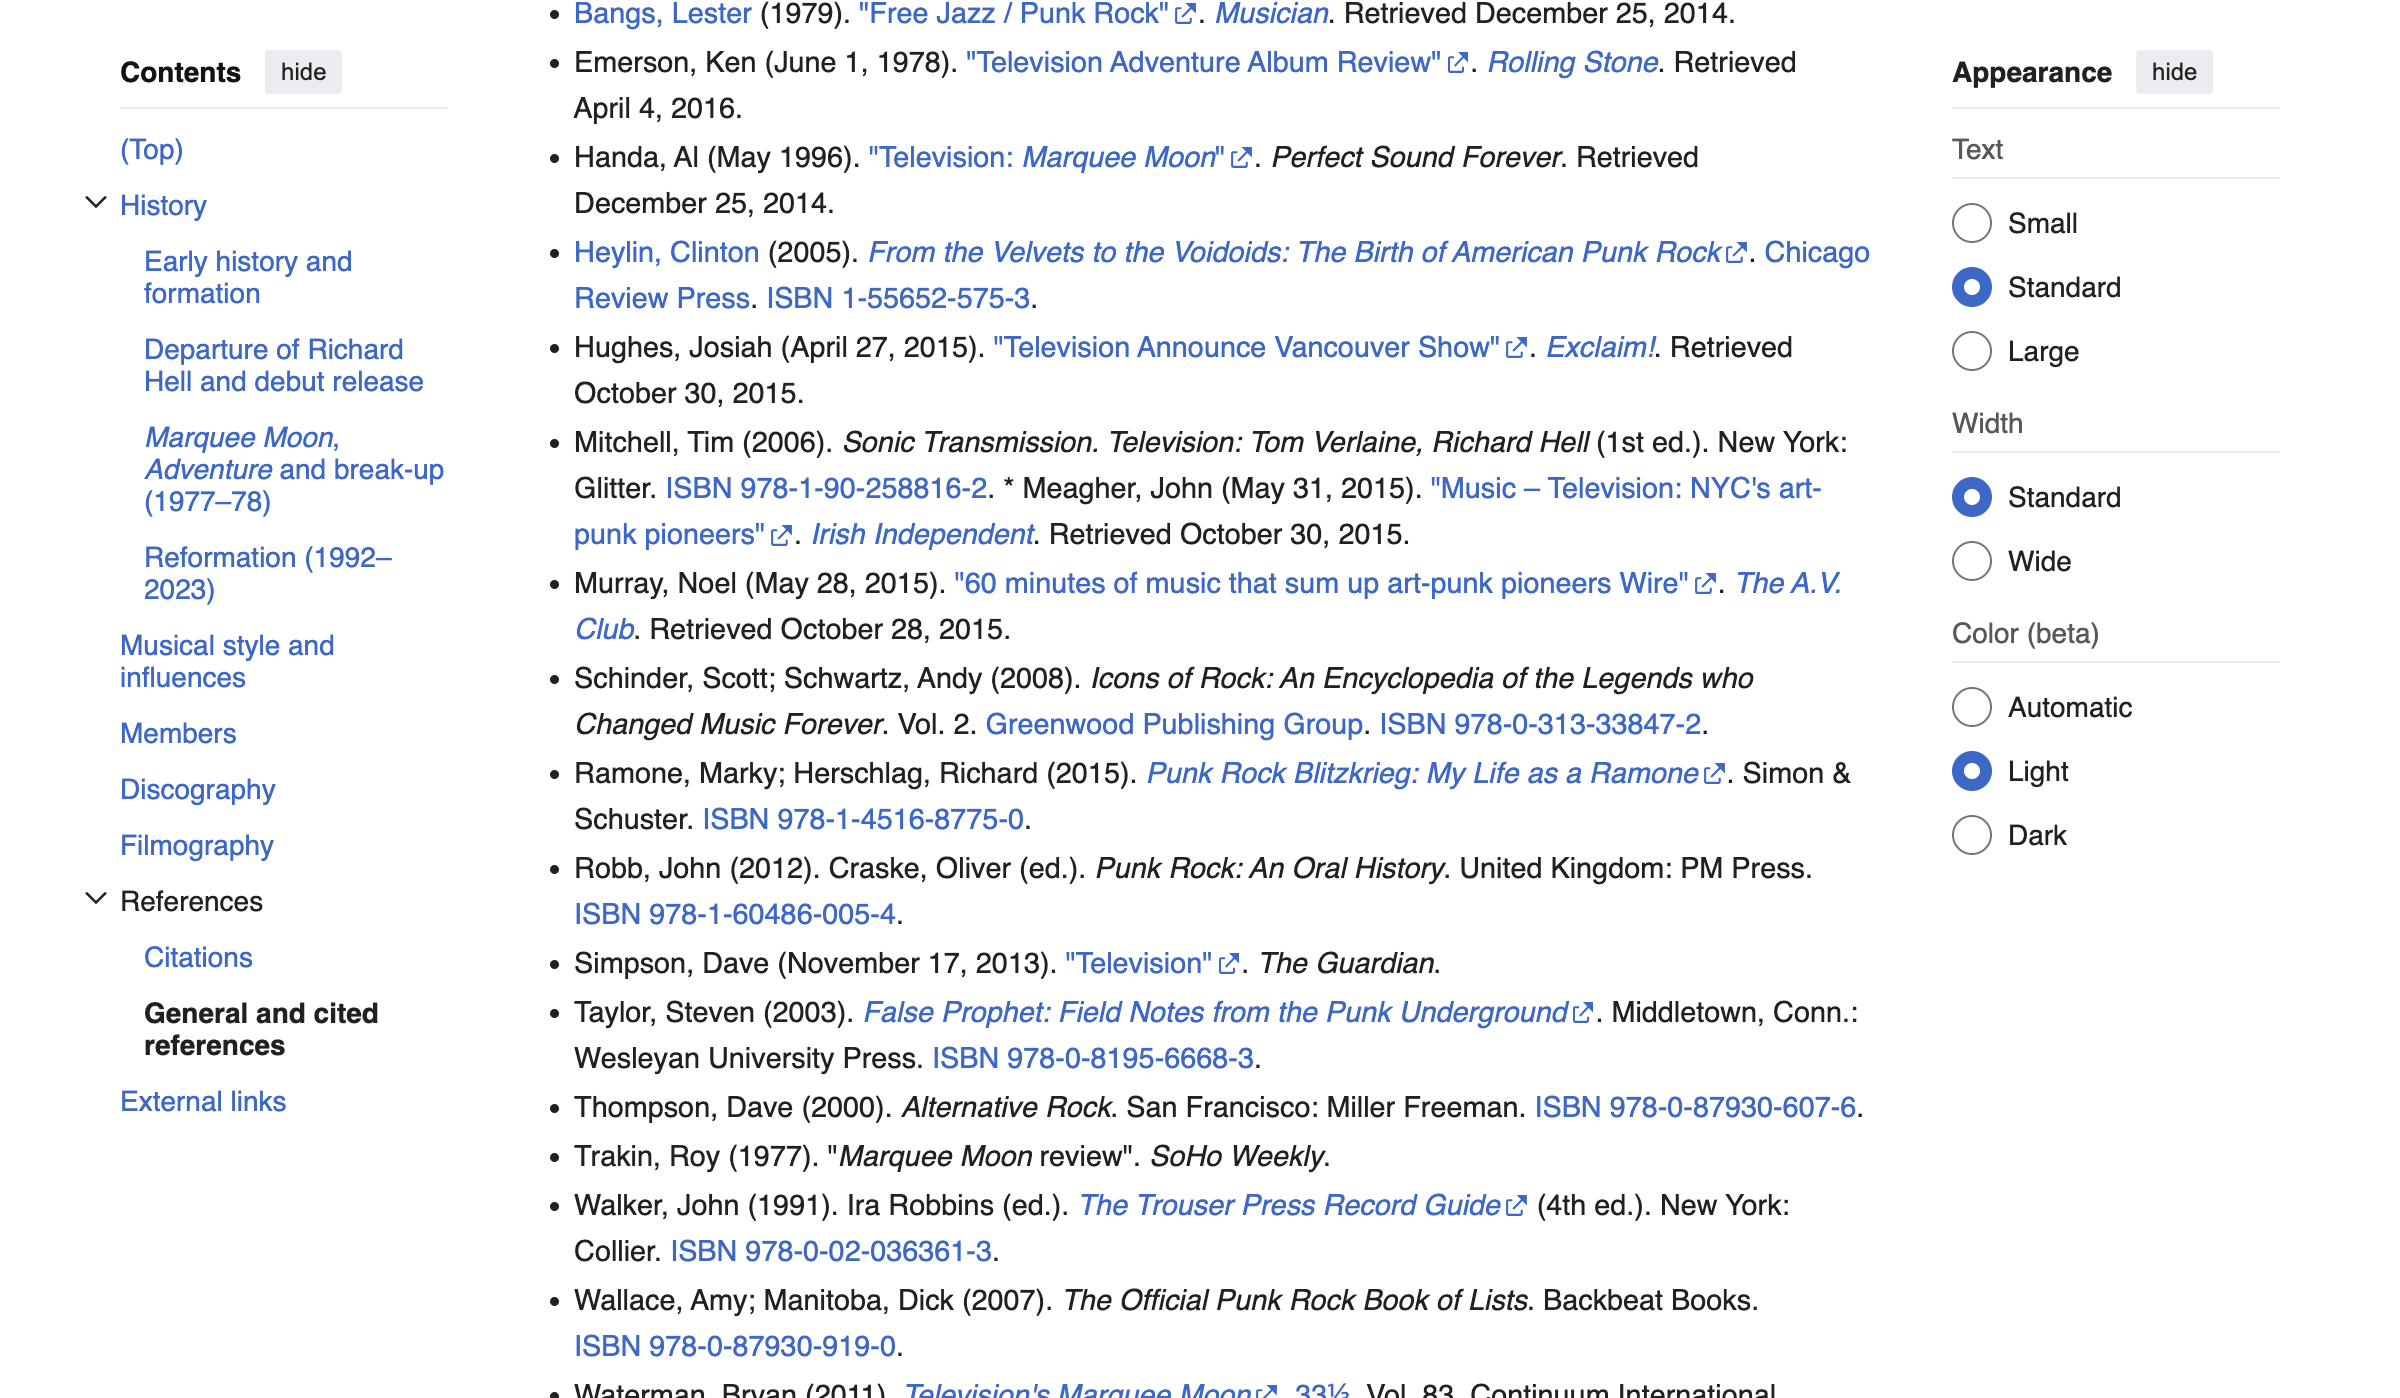 Contents hide
(Top)
History
Early history and
formation
Departure of Richard
Hell and debut release
Marquee Moon,
Adventure and break-up
(1977–78)
Reformation (1992–
2023)
Musical style and
influences
Members
Discography
Filmography
References
Citations
General and cited
references
External links
Bangs, Lester (1979). "Free Jazz / Punk Rock". Musician. Retrieved December 25, 2014.
Emerson, Ken (June 1, 1978). "Television Adventure Album Review". Rolling Stone. Retrieved
April 4, 2016.
Handa, Al (May 1996). "Television: Marquee Moon". Perfect Sound Forever. Retrieved
December 25, 2014.
Heylin, Clinton (2005). From the Velvets to the Voidoids: The Birth of American Punk Rock. Chicago
Review Press. ISBN 1-55652-575-3.
Hughes, Josiah (April 27, 2015). "Television Announce Vancouver Show". Exclaim!. Retrieved
October 30, 2015.
Mitchell, Tim (2006). Sonic Transmission. Television: Tom Verlaine, Richard Hell (1st ed.). New York:
Glitter. ISBN 978-1-90-258816-2. * Meagher, John (May 31, 2015). "Music – Television: NYC's art-
punk pioneers". Irish Independent. Retrieved October 30, 2015.
Murray, Noel (May 28, 2015). "60 minutes of music that sum up art-punk pioneers Wire". The A.V.
Club. Retrieved October 28, 2015.
Schinder, Scott; Schwartz, Andy (2008). Icons of Rock: An Encyclopedia of the Legends who
Changed Music Forever. Vol. 2. Greenwood Publishing Group. ISBN 978-0-313-33847-2.
Ramone, Marky; Herschlag, Richard (2015). Punk Rock Blitzkrieg: My Life as a Ramone. Simon &
Schuster. ISBN 978-1-4516-8775-0.
Robb, John (2012). Craske, Oliver (ed.). Punk Rock: An Oral History. United Kingdom: PM Press.
ISBN 978-1-60486-005-4.
Simpson, Dave (November 17, 2013). "Television". The Guardian.
Taylor, Steven (2003). False Prophet: Field Notes from the Punk Underground. Middletown, Conn.:
Wesleyan University Press. ISBN 978-0-8195-6668-3.
Thompson, Dave (2000). Alternative Rock. San Francisco: Miller Freeman. ISBN 978-0-87930-607-6.
Trakin, Roy (1977). "Marquee Moon review". SoHo Weekly.
Walker, John (1991). Ira Robbins (ed.). The Trouser Press Record Guide (4th ed.). New York:
Collier. ISBN 978-0-02-036361-3.
Wallace, Amy; Manitoba, Dick (2007). The Official Punk Rock Book of Lists. Backbeat Books.
ISBN 978-0-87930-919-0.
Waterman, Bryan (2011). Television's Marquee Moon. 33⅓. Vol. 83. Continuum International
Appearance hide
Text
Small
Standard
Large
Width
Standard
Wide
Color (beta)
Automatic
Light
Dark